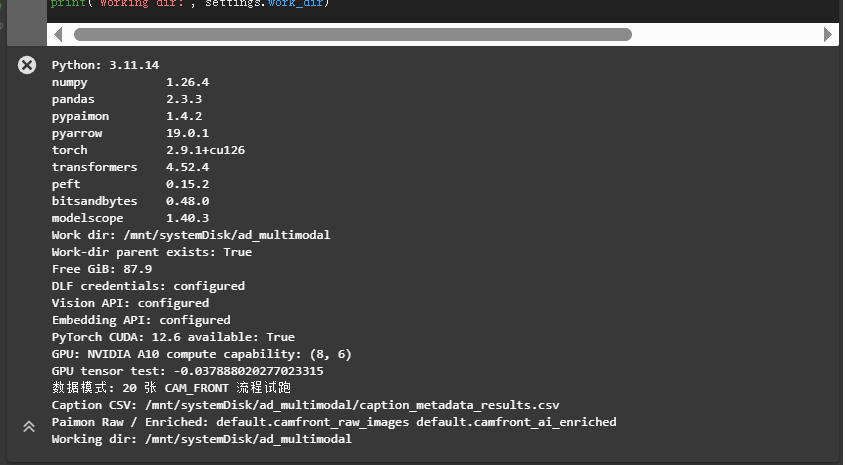 print("Working dir:", settings.work_dir)
Python: 3.11.14
numpy 1.26.4
pandas 2.3.3
pypaimon 1.4.2
pyarrow 19.0.1
torch 2.9.1+cu126
transformers 4.52.4
peft 0.15.2
bitsandbytes 0.48.0
modelscope 1.40.3
Work dir: /mnt/systemDisk/ad_multimodal
Work-dir parent exists: True
Free GiB: 87.9
DLF credentials: configured
Vision API: configured
Embedding API: configured
PyTorch CUDA: 12.6 available: True
GPU: NVIDIA A10 compute capability: (8, 6)
GPU tensor test: -0.037888020277023315
数据模式: 20 张 CAM_FRONT 流程试跑
Caption CSV: /mnt/systemDisk/ad_multimodal/caption_metadata_results.csv
Paimon Raw / Enriched: default.camfront_raw_images default.camfront_ai_enriched
Working dir: /mnt/systemDisk/ad_multimodal